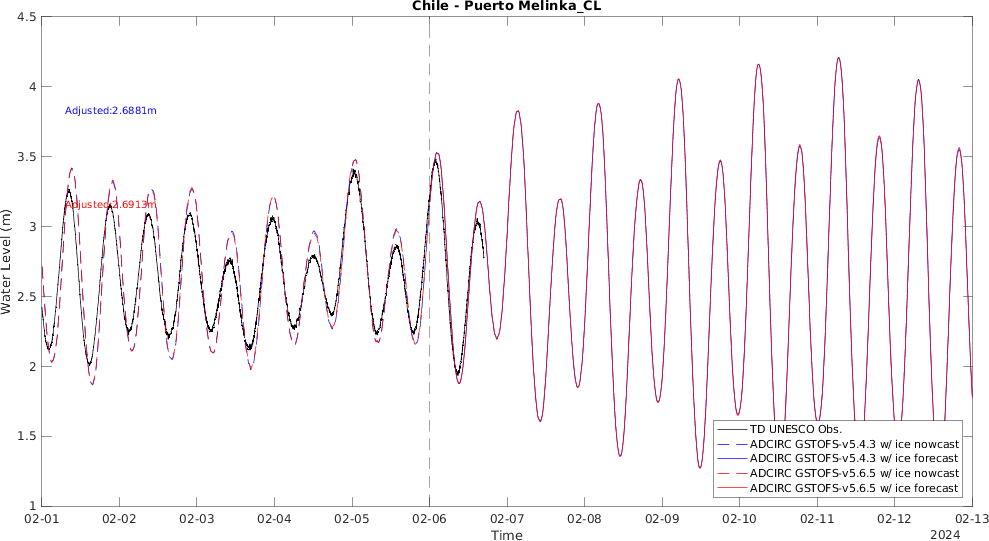 Chile - Puerto Melinka_CL
4.5
4
3.5
3
2.5
2
1.5
1
Water Level (m)
Adjusted:2.6881m
Adjusted:2.6913m
TD UNESCO Obs.
ADCIRC GSTOFS-v5.4.3 w/ ice nowcast
ADCIRC GSTOFS-v5.4.3 w/ ice forecast
ADCIRC GSTOFS-v5.6.5 w/ ice nowcast
ADCIRC GSTOFS-v5.6.5 w/ ice forecast
02-01 02-02 02-03 02-04 02-05 02-06 02-07 02-08 02-09 02-10 02-11 02-12 02-13
Time
2024